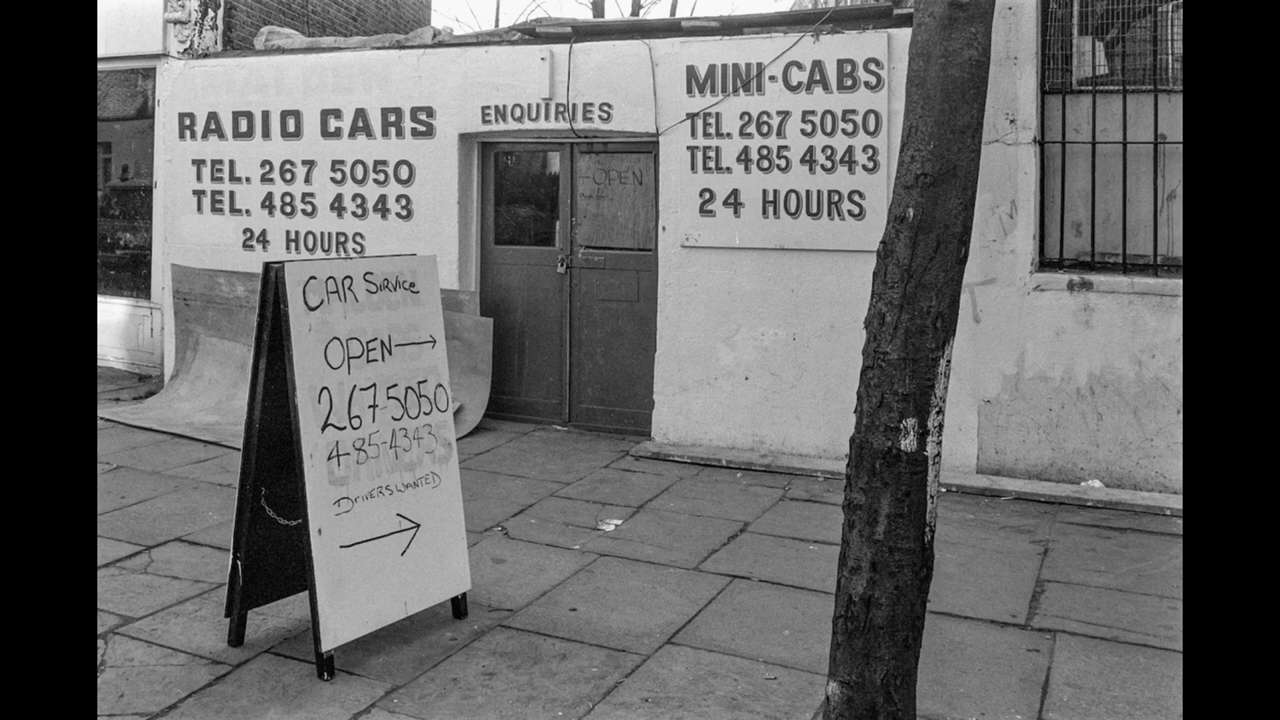 RADIO CARS
TEL. 267 5050
TEL. 485 4343
24 HOURS
ENQUIRIES
-OPEN
MINI-CABS
TEL. 267 5050
TEL. 485 4343
24 HOURS
CAR SERVICE
OPEN→
267-5050
485-4343
DRIVERS WANTED
→